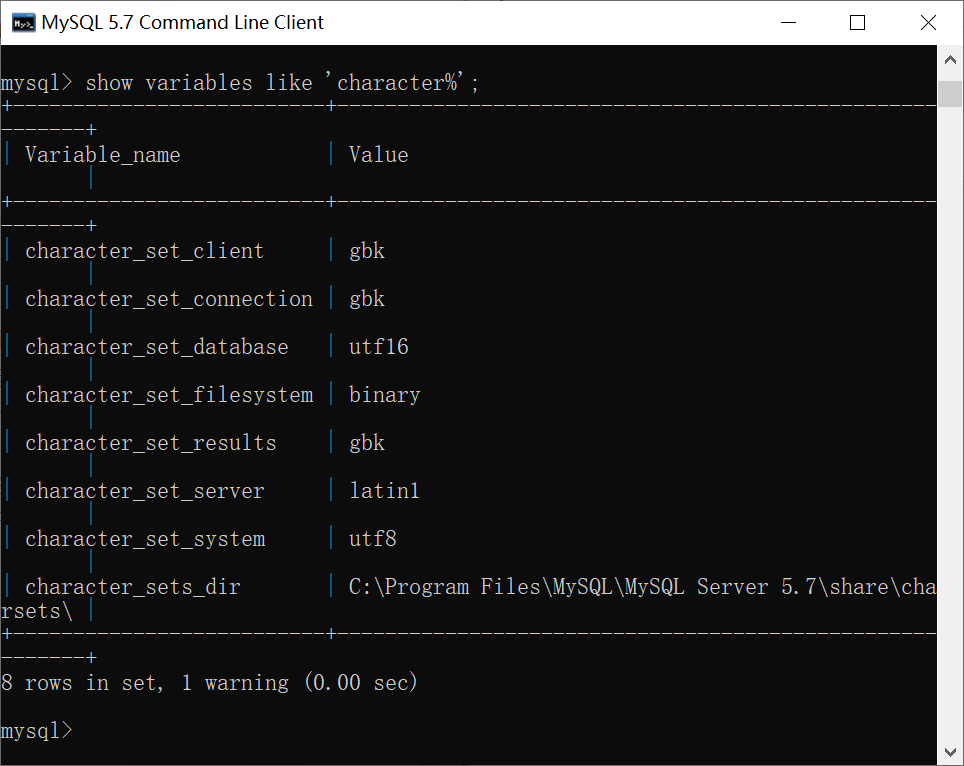 MySQL 5.7 Command Line Client
mysql> show variables like 'character%';
+--------------------------+--------------------------------------------------
-------+
| Variable_name            | Value
       |
+--------------------------+--------------------------------------------------
-------+
| character_set_client     | gbk
       |
| character_set_connection | gbk
       |
| character_set_database   | utf16
       |
| character_set_filesystem | binary
       |
| character_set_results    | gbk
       |
| character_set_server     | latin1
       |
| character_set_system     | utf8
       |
| character_sets_dir       | C:\Program Files\MySQL\MySQL Server 5.7\share\cha
rsets\ |
+--------------------------+--------------------------------------------------
-------+
8 rows in set, 1 warning (0.00 sec)
mysql>